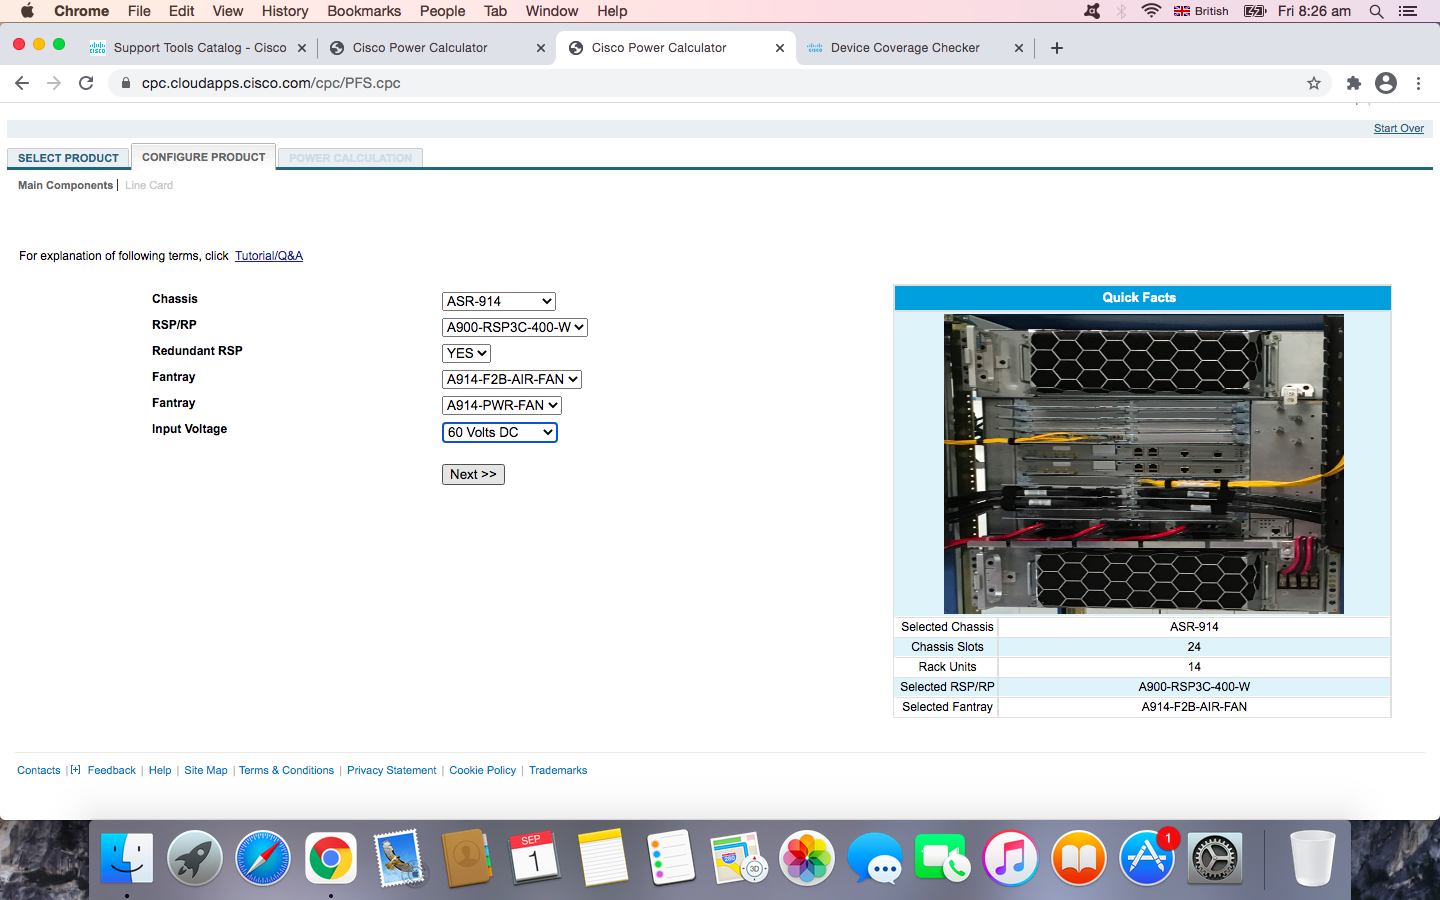 Chrome File Edit View History Bookmarks People Tab Window Help British Fri 8:26 am
Support Tools Catalog - Cisco Cisco Power Calculator Cisco Power Calculator Device Coverage Checker
cpc.cloudapps.cisco.com/cpc/PFS.cpc
Start Over
SELECT PRODUCT CONFIGURE PRODUCT POWER CALCULATION
Main Components | Line Card
For explanation of following terms, click Tutorial/Q&A
Chassis ASR-914
RSP/RP A900-RSP3C-400-W
Redundant RSP YES
Fantray A914-F2B-AIR-FAN
Fantray A914-PWR-FAN
Input Voltage 60 Volts DC
Next >>
Quick Facts
Selected Chassis ASR-914
Chassis Slots 24
Rack Units 14
Selected RSP/RP A900-RSP3C-400-W
Selected Fantray A914-F2B-AIR-FAN
Contacts | [+] Feedback | Help | Site Map | Terms & Conditions | Privacy Statement | Cookie Policy | Trademarks
SEP
1
280
3D
1